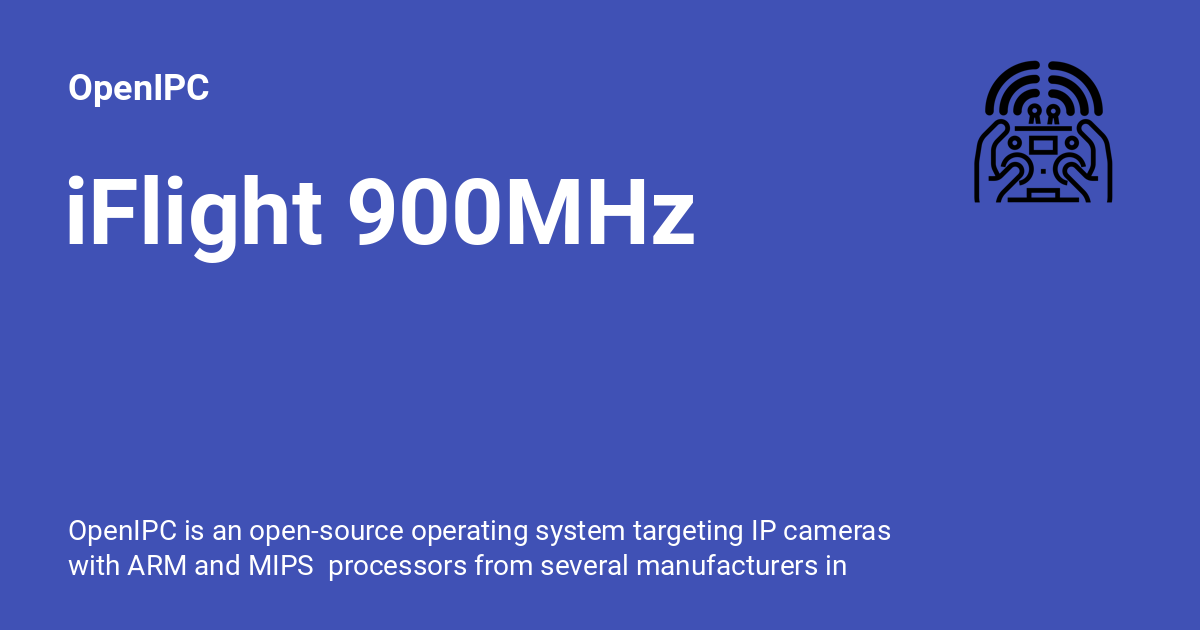 OpenIPC
iFlight 900MHz
OpenIPC is an open-source operating system targeting IP cameras
with ARM and MIPS  processors from several manufacturers in